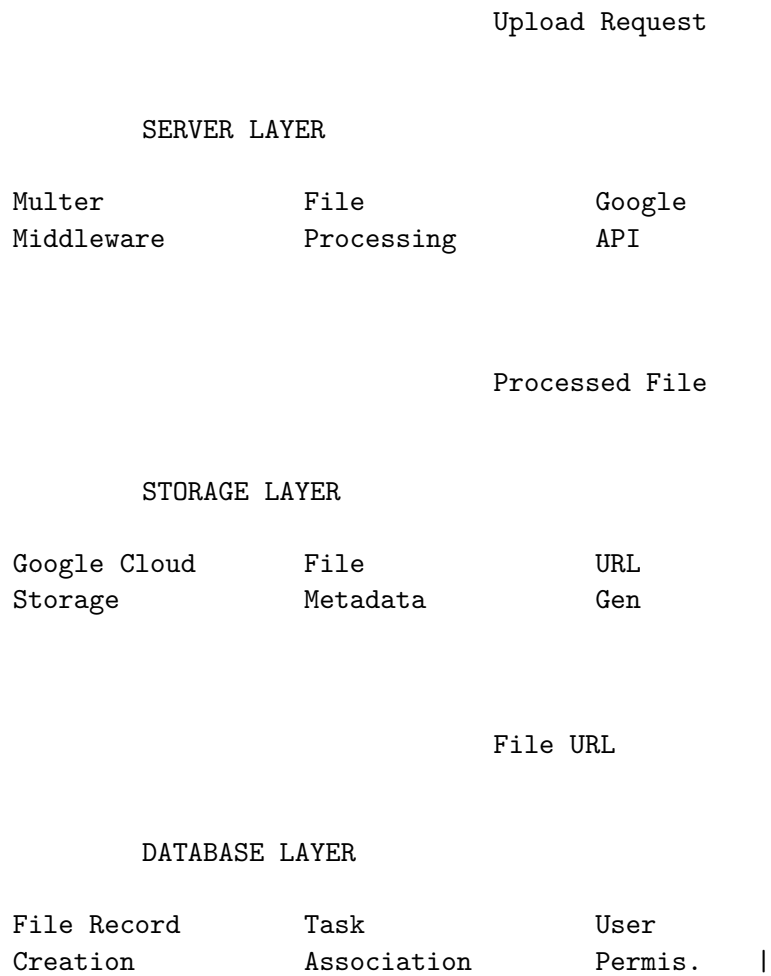 Upload Request
SERVER LAYER
Multer File Google
Middleware Processing API
Processed File
STORAGE LAYER
Google Cloud File URL
Storage Metadata Gen
File URL
DATABASE LAYER
File Record Task User
Creation Association Permis. |